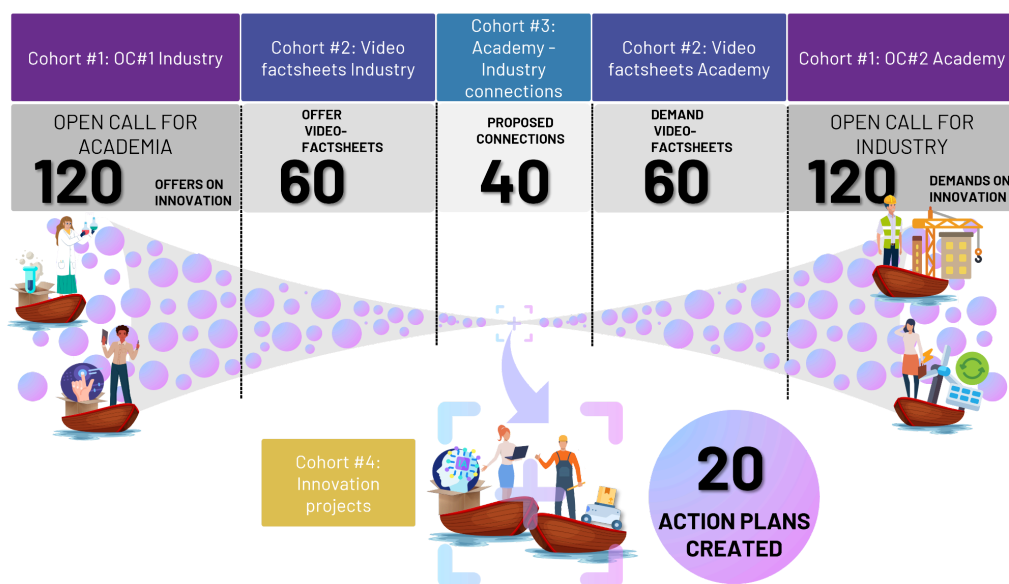 Cohort #1: OC#1 Industry
Cohort #2: Video
factsheets Industry
Cohort #3:
Academy -
Industry
connections
Cohort #2: Video
factsheets Academy
Cohort #1: OC#2 Academy
OPEN CALL FOR
ACADEMIA
120
OFFERS ON
INNOVATION
OFFER
VIDEO-
FACTSHEETS
60
PROPOSED
CONNECTIONS
40
DEMAND
VIDEO-
FACTSHEETS
60
OPEN CALL FOR
INDUSTRY
120
DEMANDS ON
INNOVATION
Cohort #4:
Innovation
projects
20
ACTION PLANS
CREATED